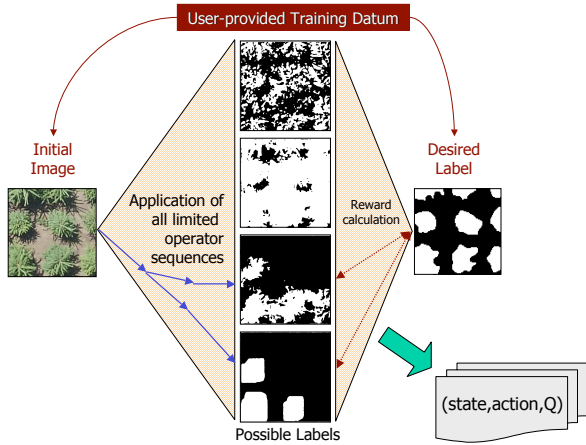 User-provided Training Datum
Initial
Image
Desired
Label
Application of
all limited
operator
sequences
Reward
calculation
(state,action,Q)
Possible Labels